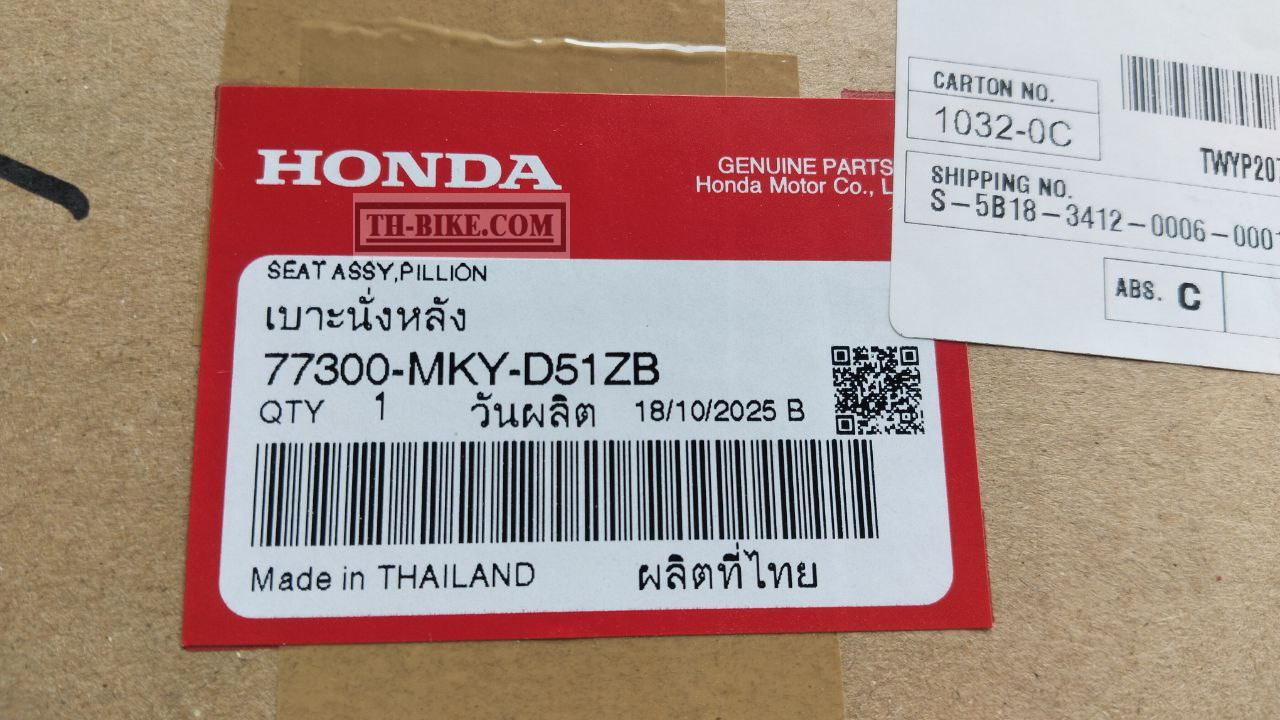 HONDA
GENUINE PARTS
Honda Motor Co., L
TH-BIKE.COM
SEAT ASSY,PILLION
เบาะนั่งหลัง
77300-MKY-D51ZB
QTY 1 วันผลิต 18/10/2025 B
Made in THAILAND ผลิตที่ไทย
CARTON NO.
1032-0C
TWYP207
SHIPPING NO.
S-5B18-3412-0006-0001
ABS. C